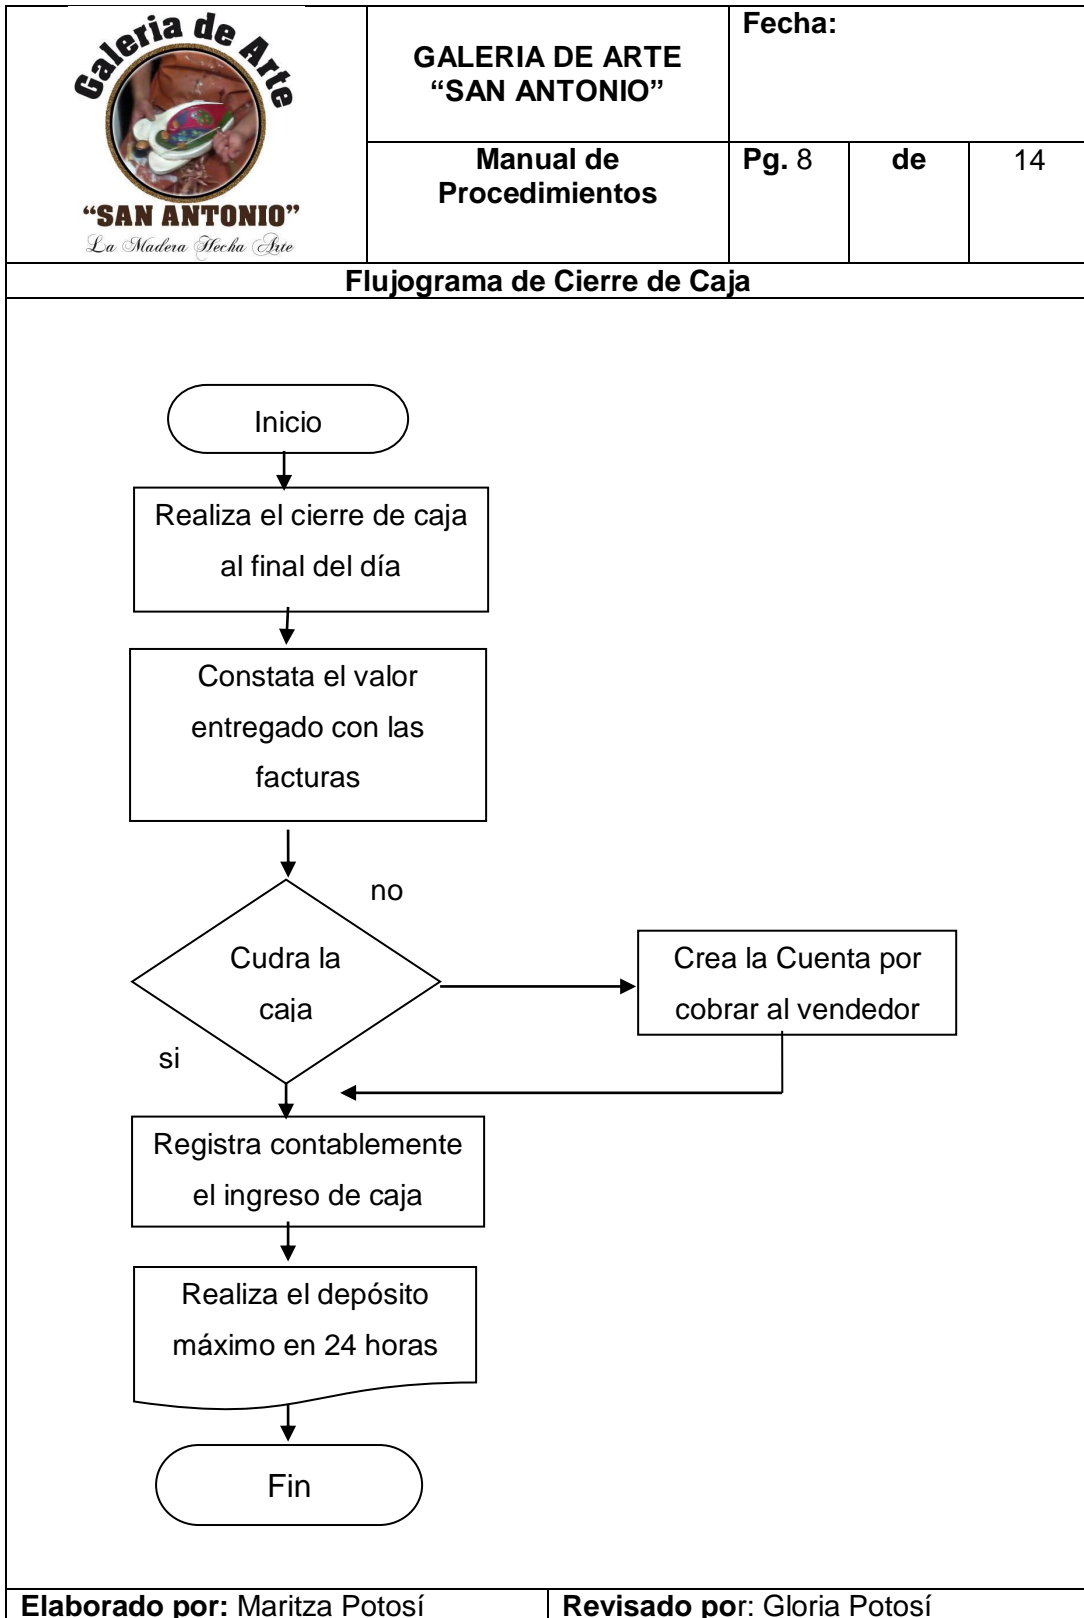 Galeria de Arte
“SAN ANTONIO”
La Madera Hecha Arte
GALERIA DE ARTE
“SAN ANTONIO”
Fecha:
Manual de
Procedimientos
Pg. 8 de 14
Flujograma de Cierre de Caja
Inicio
Realiza el cierre de caja
al final del día
Constata el valor
entregado con las
facturas
no
Cudra la
caja
Crea la Cuenta por
cobrar al vendedor
si
Registra contablemente
el ingreso de caja
Realiza el depósito
máximo en 24 horas
Fin
Elaborado por: Maritza Potosí
Revisado por: Gloria Potosí